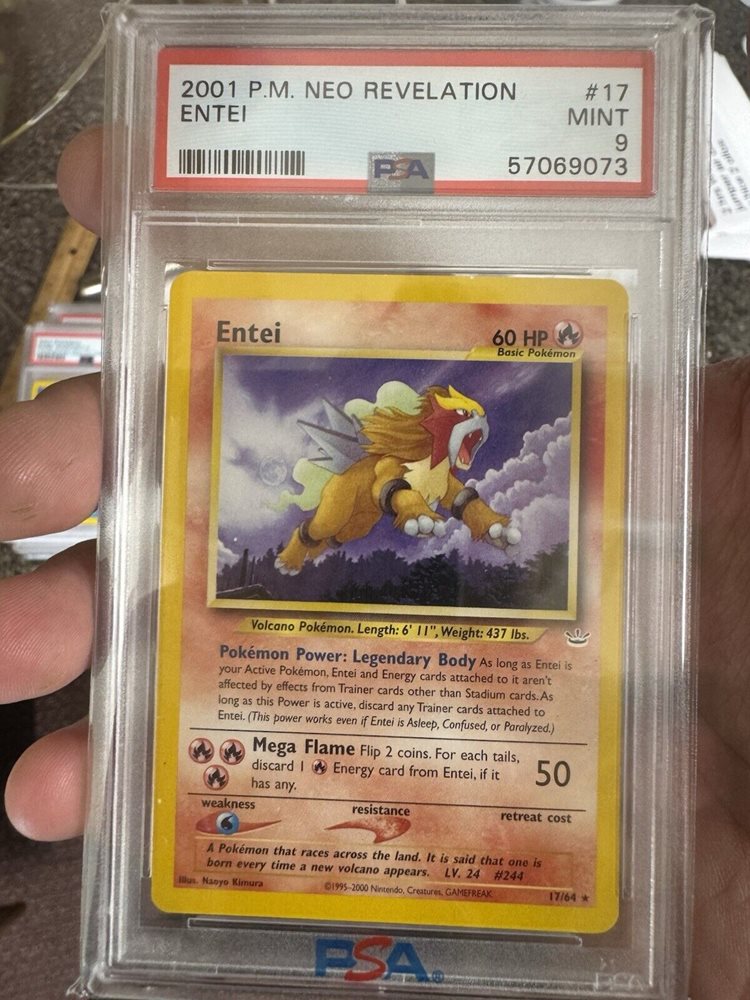 2001 P.M. NEO REVELATION #17
ENTEI MINT
9
PSA 57069073
Entei 60 HP
Basic Pokémon
Volcano Pokémon. Length: 6' 11", Weight: 437 lbs.
Pokémon Power: Legendary Body As long as Entei is
your Active Pokémon, Entei and Energy cards attached to it aren't
affected by effects from Trainer cards other than Stadium cards. As
long as this Power is active, discard any Trainer cards attached to
Entei. (This power works even if Entei is Asleep, Confused, or Paralyzed.)
Mega Flame Flip 2 coins. For each tails,
discard 1 Energy card from Entei, if it
has any.
50
weakness resistance retreat cost
A Pokémon that races across the land. It is said that one is
born every time a new volcano appears. LV. 24 #244
Illus. Naoyo Kimura ©1995-2000 Nintendo, Creatures, GAMEFREAK 17/64 ★
PSA